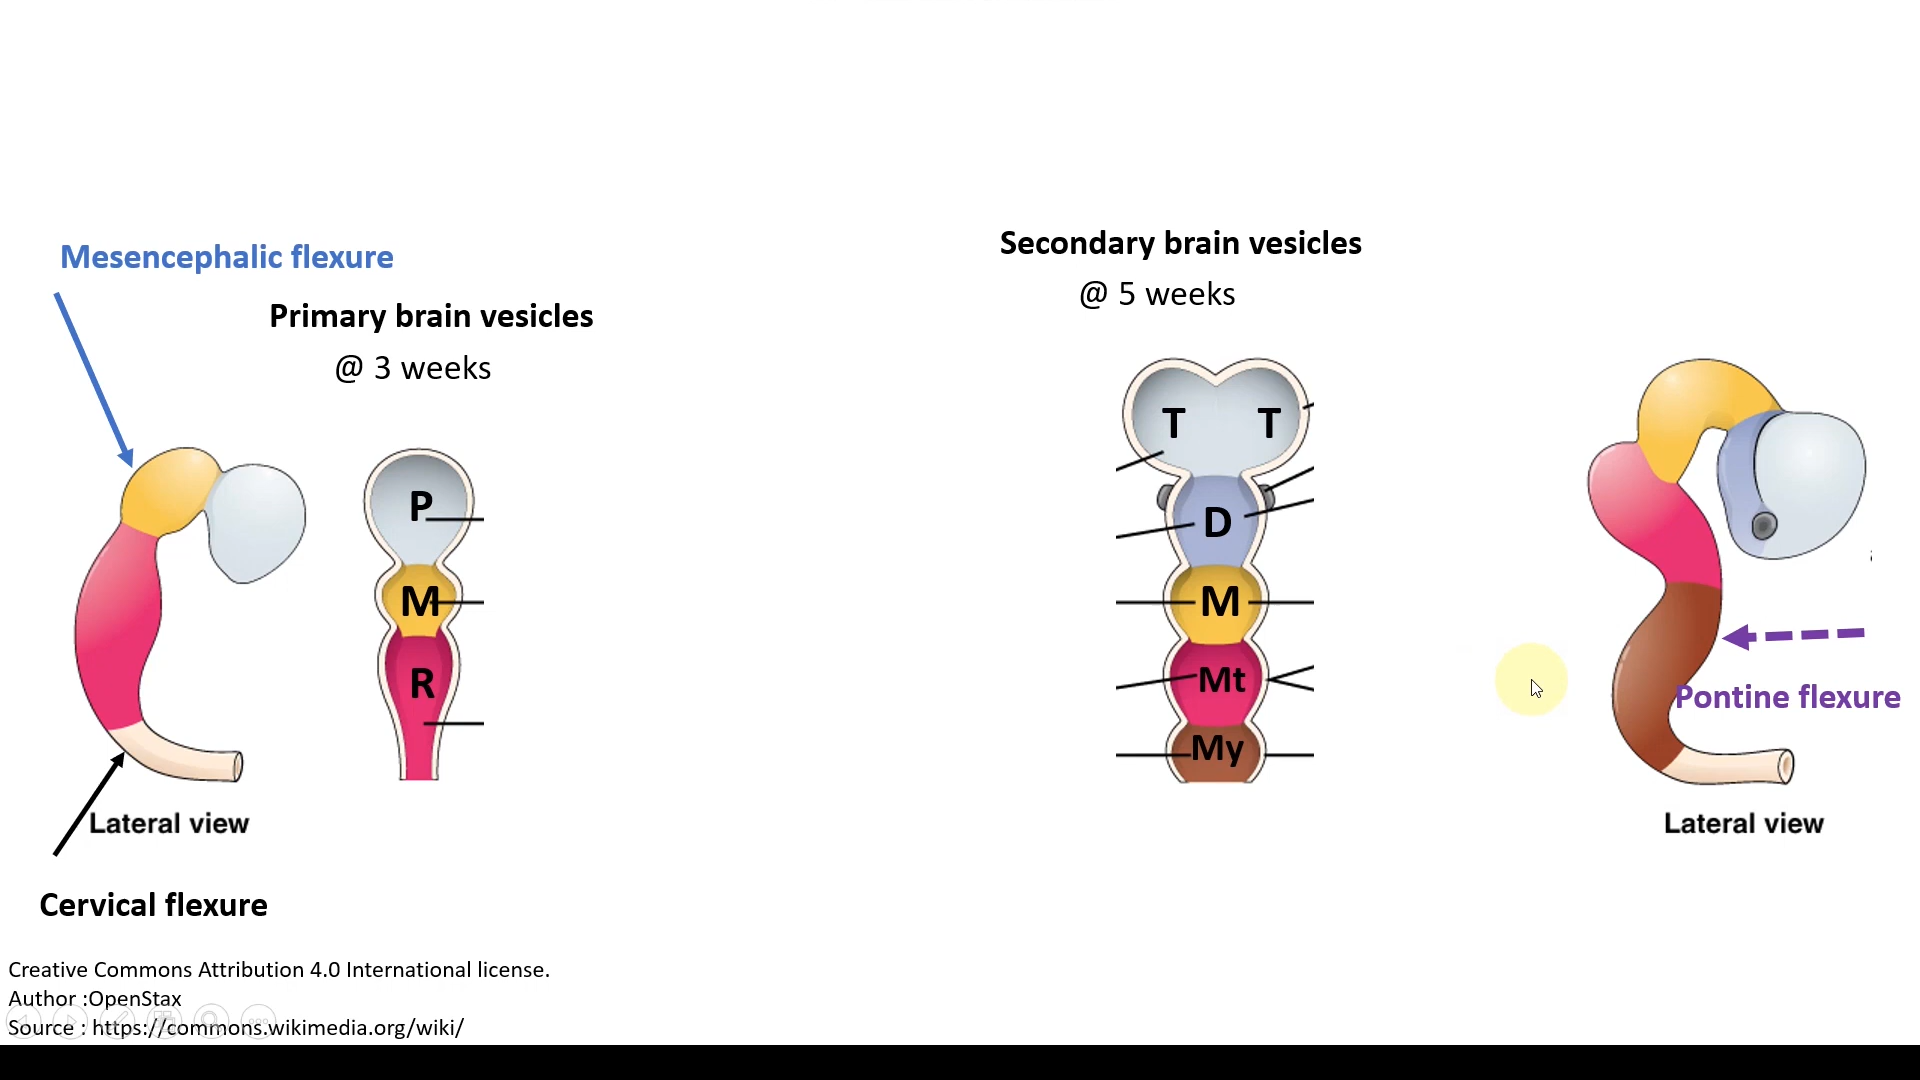 Mesencephalic flexure
Primary brain vesicles
@ 3 weeks
P
M
R
Lateral view
Cervical flexure
Secondary brain vesicles
@ 5 weeks
T T
D
M
Mt
My
Pontine flexure
Lateral view
Creative Commons Attribution 4.0 International license.
Author :OpenStax
Source : https://commons.wikimedia.org/wiki/